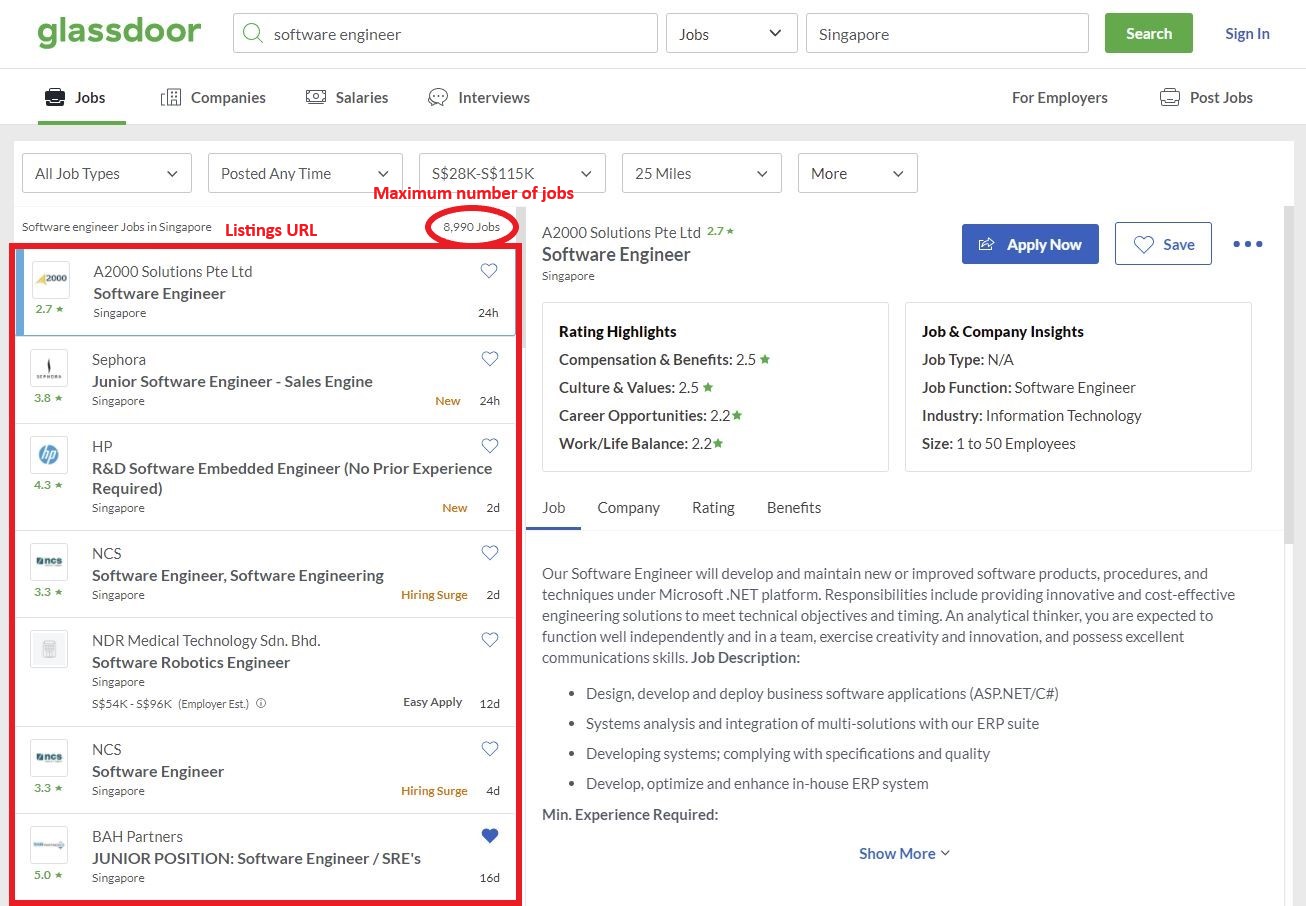 glassdoor
software engineer
Jobs
Singapore
Search
Sign In
Jobs
Companies
Salaries
Interviews
For Employers
Post Jobs
All Job Types
Posted Any Time
S$28K-S$115K
25 Miles
More
Maximum number of jobs
Software engineer Jobs in Singapore
Listings URL
8,990 Jobs
2000
A2000 Solutions Pte Ltd
Software Engineer
2.7 ★
Singapore
24h
SEPHORA
Sephora
Junior Software Engineer - Sales Engine
3.8 ★
Singapore
New
24h
hp
HP
R&D Software Embedded Engineer (No Prior Experience
Required)
4.3 ★
Singapore
New
2d
ncs
NCS
Software Engineer, Software Engineering
3.3 ★
Singapore
Hiring Surge
2d
NDR Medical Technology Sdn. Bhd.
Software Robotics Engineer
Singapore
S$54K - S$96K (Employer Est.)
Easy Apply
12d
ncs
NCS
Software Engineer
3.3 ★
Singapore
Hiring Surge
4d
BAH Partners
JUNIOR POSITION: Software Engineer / SRE's
5.0 ★
Singapore
16d
A2000 Solutions Pte Ltd 2.7 ★
Software Engineer
Singapore
Apply Now
Save
Rating Highlights
Compensation & Benefits: 2.5 ★
Culture & Values: 2.5 ★
Career Opportunities: 2.2 ★
Work/Life Balance: 2.2 ★
Job & Company Insights
Job Type: N/A
Job Function: Software Engineer
Industry: Information Technology
Size: 1 to 50 Employees
Job
Company
Rating
Benefits
Our Software Engineer will develop and maintain new or improved software products, procedures, and
techniques under Microsoft .NET platform. Responsibilities include providing innovative and cost-effective
engineering solutions to meet technical objectives and timing. An analytical thinker, you are expected to
function well independently and in a team, exercise creativity and innovation, and possess excellent
communications skills. Job Description:
• Design, develop and deploy business software applications (ASP.NET/C#)
• Systems analysis and integration of multi-solutions with our ERP suite
• Developing systems; complying with specifications and quality
• Develop, optimize and enhance in-house ERP system
Min. Experience Required:
Show More